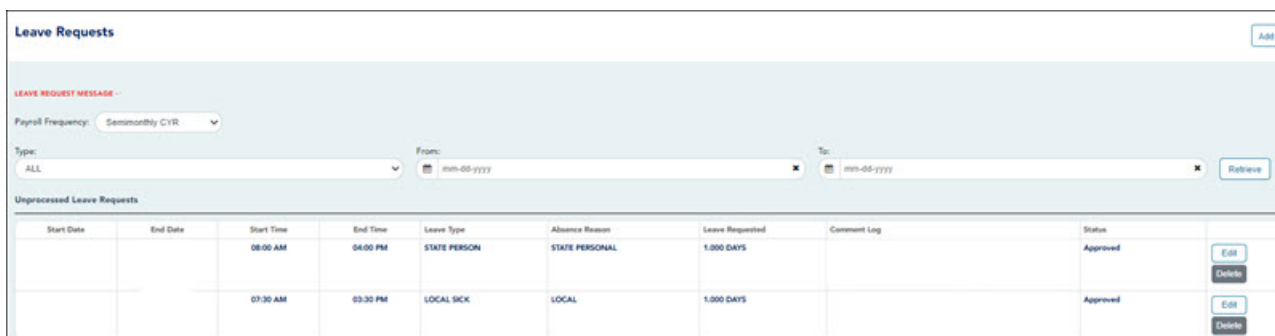 Leave Requests
Add
LEAVE REQUEST MESSAGE --
Payroll Frequency: Semimonthly CYR
Type: From: To:
ALL mm-dd-yyyy mm-dd-yyyy Retrieve
Unprocessed Leave Requests
Start Date End Date Start Time End Time Leave Type Absence Reason Leave Requested Comment Log Status
08:00 AM 04:00 PM STATE PERSON STATE PERSONAL 1.000 DAYS Approved Edit
Delete
07:30 AM 03:30 PM LOCAL SICK LOCAL 1.000 DAYS Approved Edit
Delete